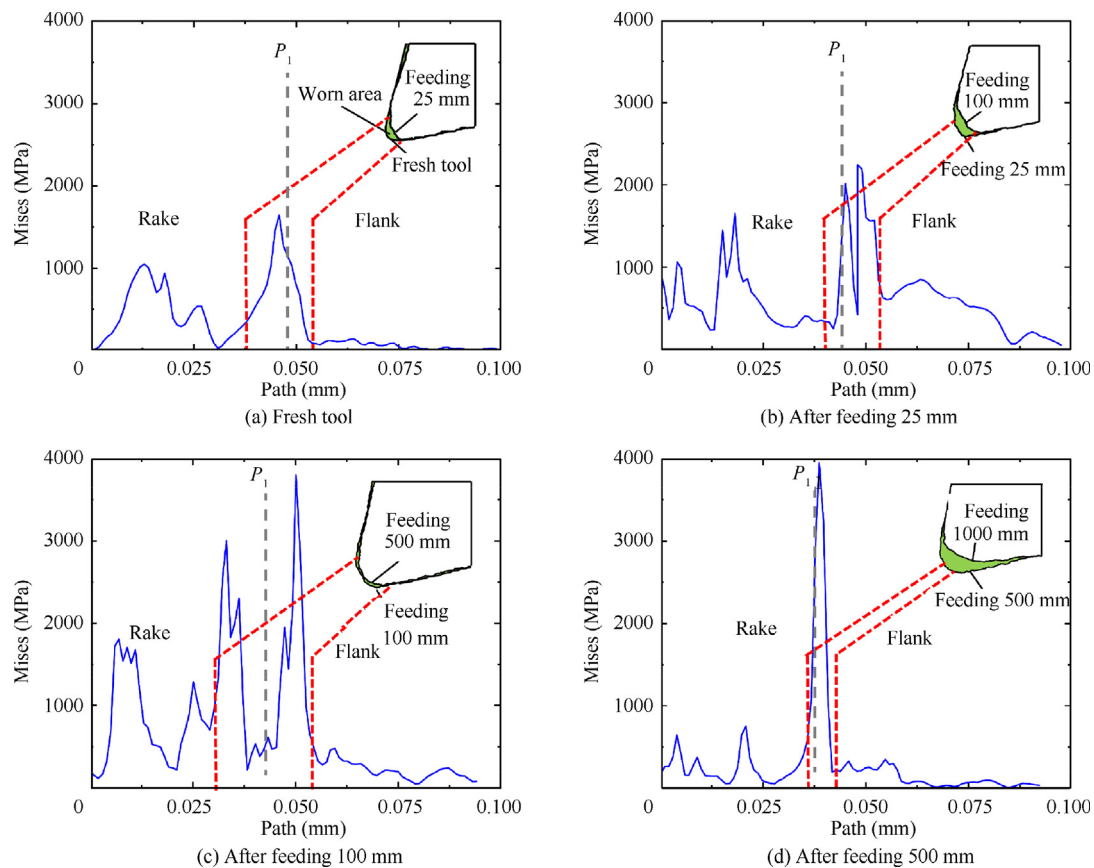 4000
3000
2000
1000
0
0.025
0.050
0.075
0.100
Mises (MPa)
Path (mm)
P1
Feeding
25 mm
Worn area
Fresh tool
Rake
Flank
(a) Fresh tool
4000
3000
2000
1000
0
0.025
0.050
0.075
0.100
Mises (MPa)
Path (mm)
P1
Feeding
100 mm
Feeding 25 mm
Rake
Flank
(b) After feeding 25 mm
4000
3000
2000
1000
0
0.025
0.050
0.075
0.100
Mises (MPa)
Path (mm)
P1
Feeding
500 mm
Feeding
100 mm
Rake
Flank
(c) After feeding 100 mm
4000
3000
2000
1000
0
0.025
0.050
0.075
0.100
Mises (MPa)
Path (mm)
P1
Feeding
1000 mm
Feeding 500 mm
Rake
Flank
(d) After feeding 500 mm